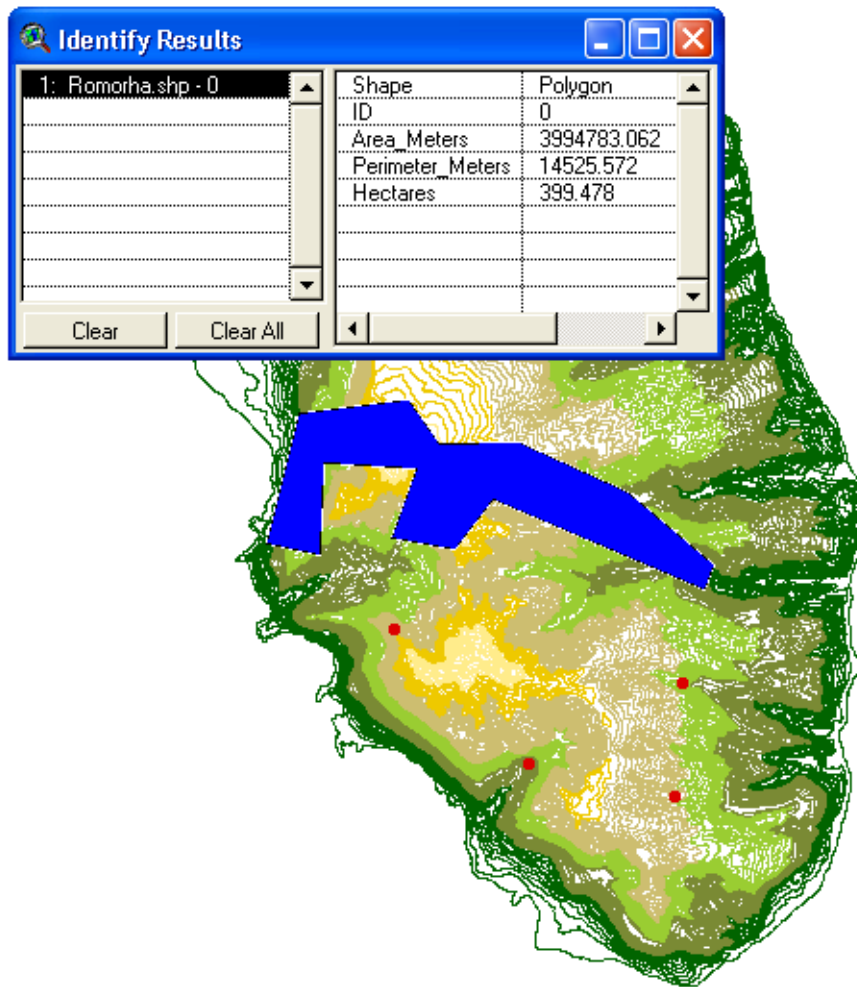 Identify Results
1: Romorha.shp - 0
Shape Polygon
ID 0
Area_Meters 3994783.062
Perimeter_Meters 14525.572
Hectares 399.478
Clear Clear All